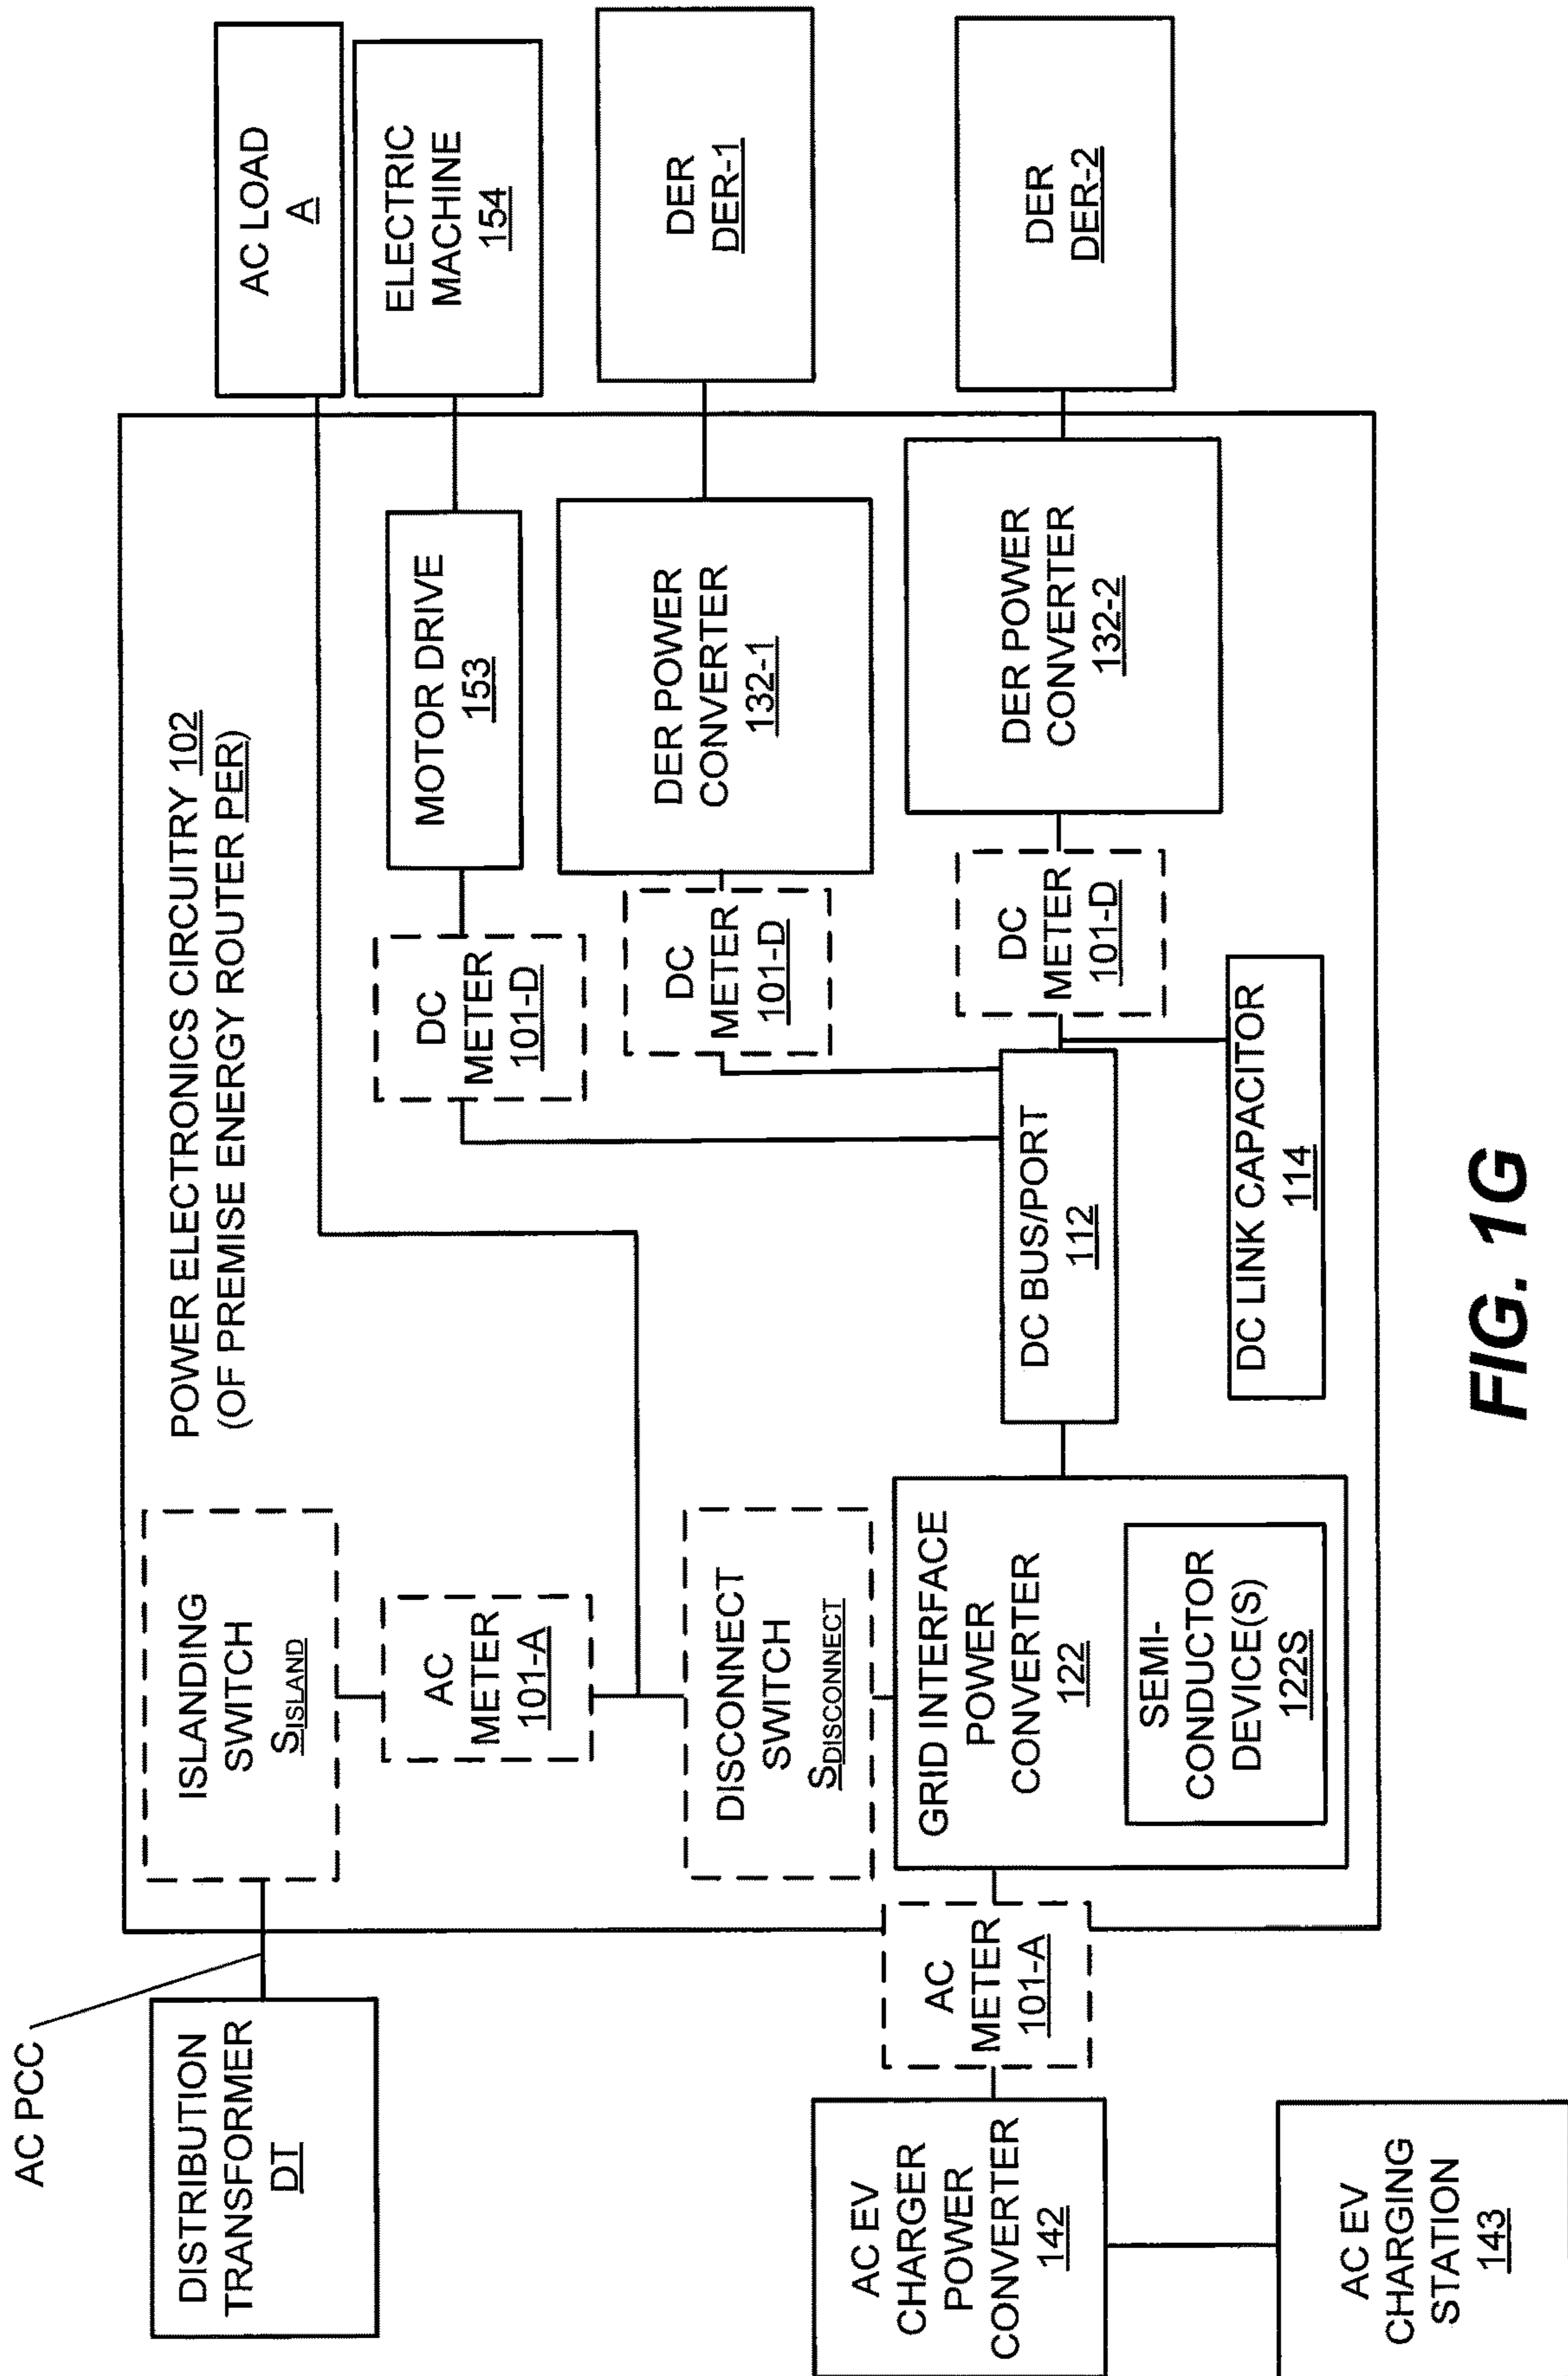 AC PCC
DISTRIBUTION
TRANSFORMER
DT
ISLANDING
SWITCH
SISLAND
POWER ELECTRONICS CIRCUITRY 102
(OF PREMISE ENERGY ROUTER PER)
AC LOAD
A
AC
METER
101-A
DC
METER
101-D
MOTOR DRIVE
153
ELECTRIC
MACHINE
154
DC
METER
101-D
DER POWER
CONVERTER
132-1
DER
DER-1
DISCONNECT
SWITCH
SDISCONNECT
AC EV
CHARGER
POWER
CONVERTER
142
AC
METER
101-A
GRID INTERFACE
POWER
CONVERTER
122
SEMI-
CONDUCTOR
DEVICE(S)
122S
DC BUS/PORT
112
DC
METER
101-D
DER POWER
CONVERTER
132-2
DER
DER-2
DC LINK CAPACITOR
114
AC EV
CHARGING
STATION
143
FIG. 1G